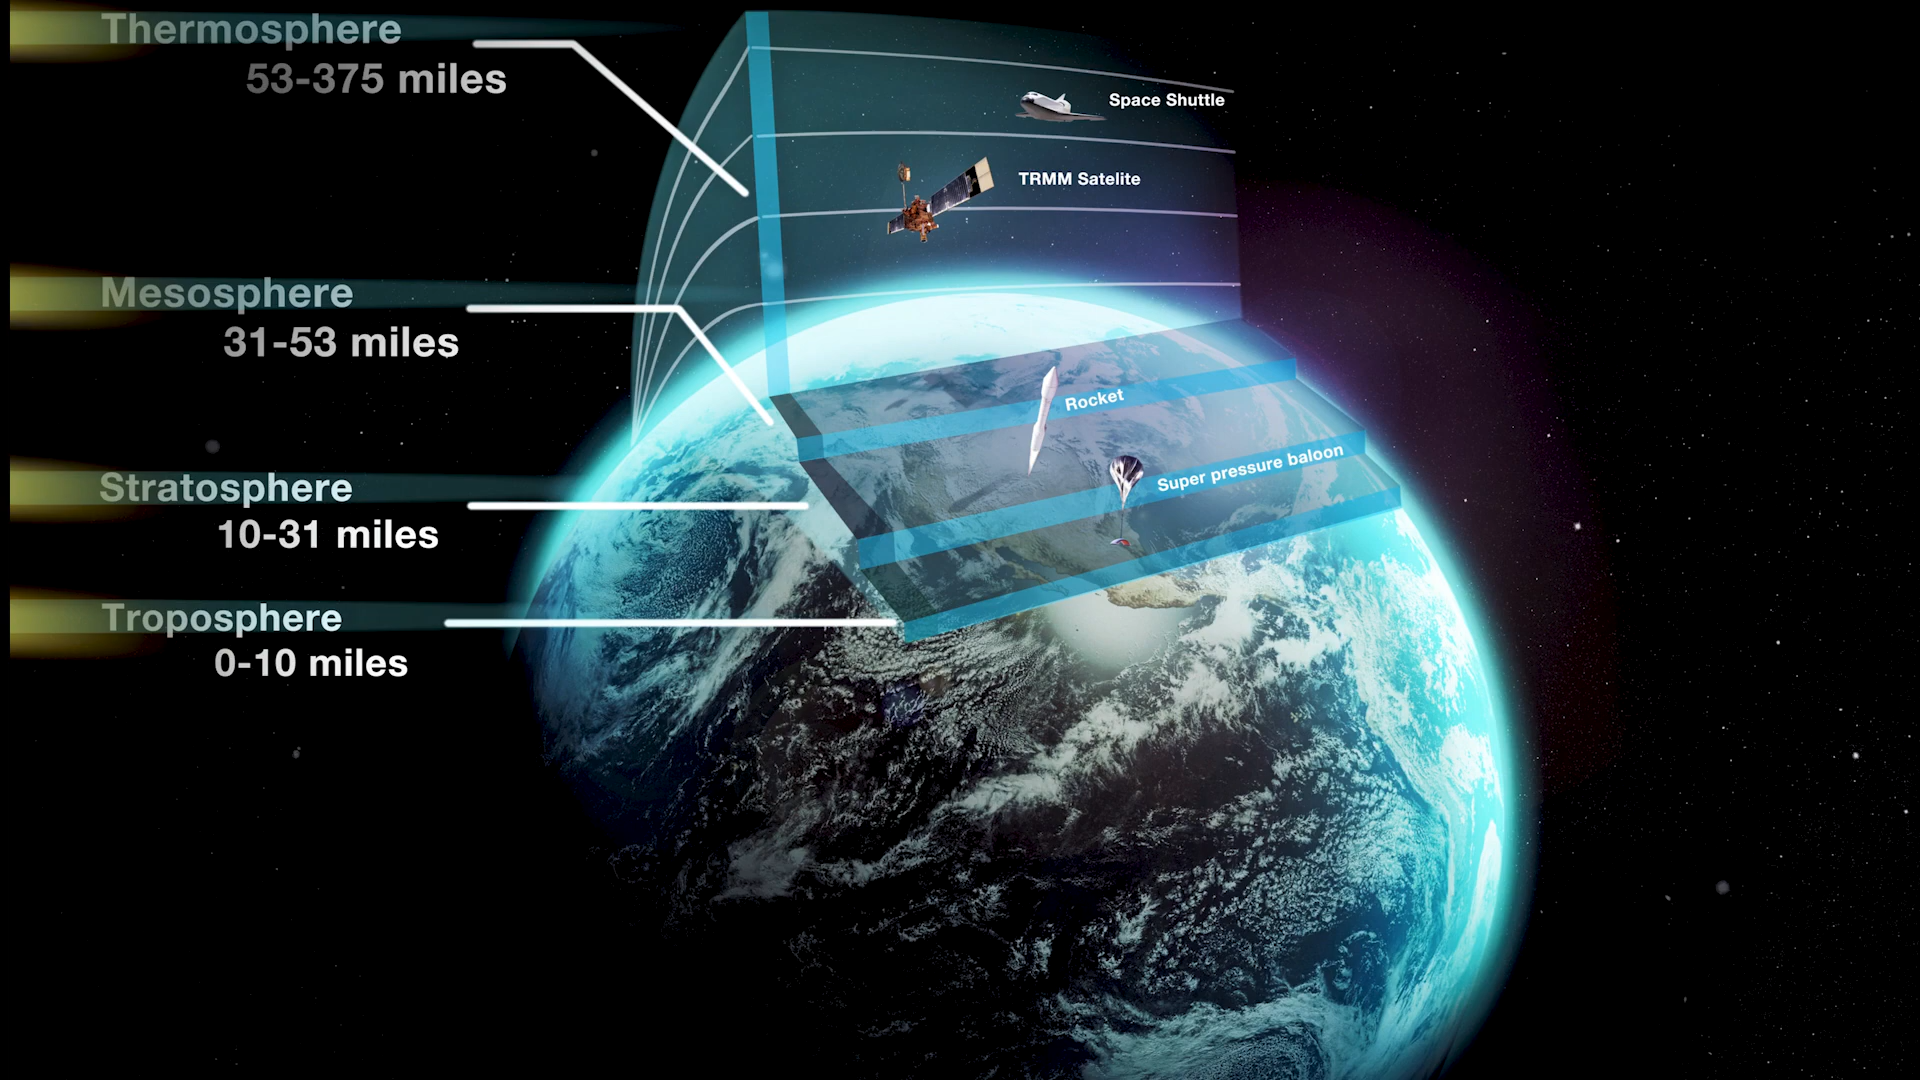 Thermosphere
53-375 miles
Space Shuttle
TRMM Satelite
Mesosphere
31-53 miles
Rocket
Super pressure baloon
Stratosphere
10-31 miles
Troposphere
0-10 miles